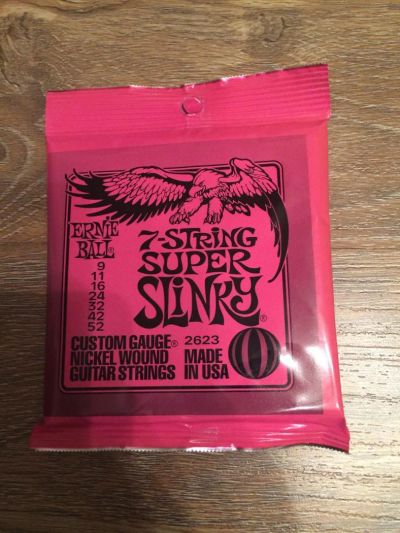 ERNIE
BALL®
7-STRING
SUPER
SLINKY®
9
11
16
24
32
42
52
CUSTOM GAUGE® 2623
NICKEL WOUND MADE
GUITAR STRINGS IN USA